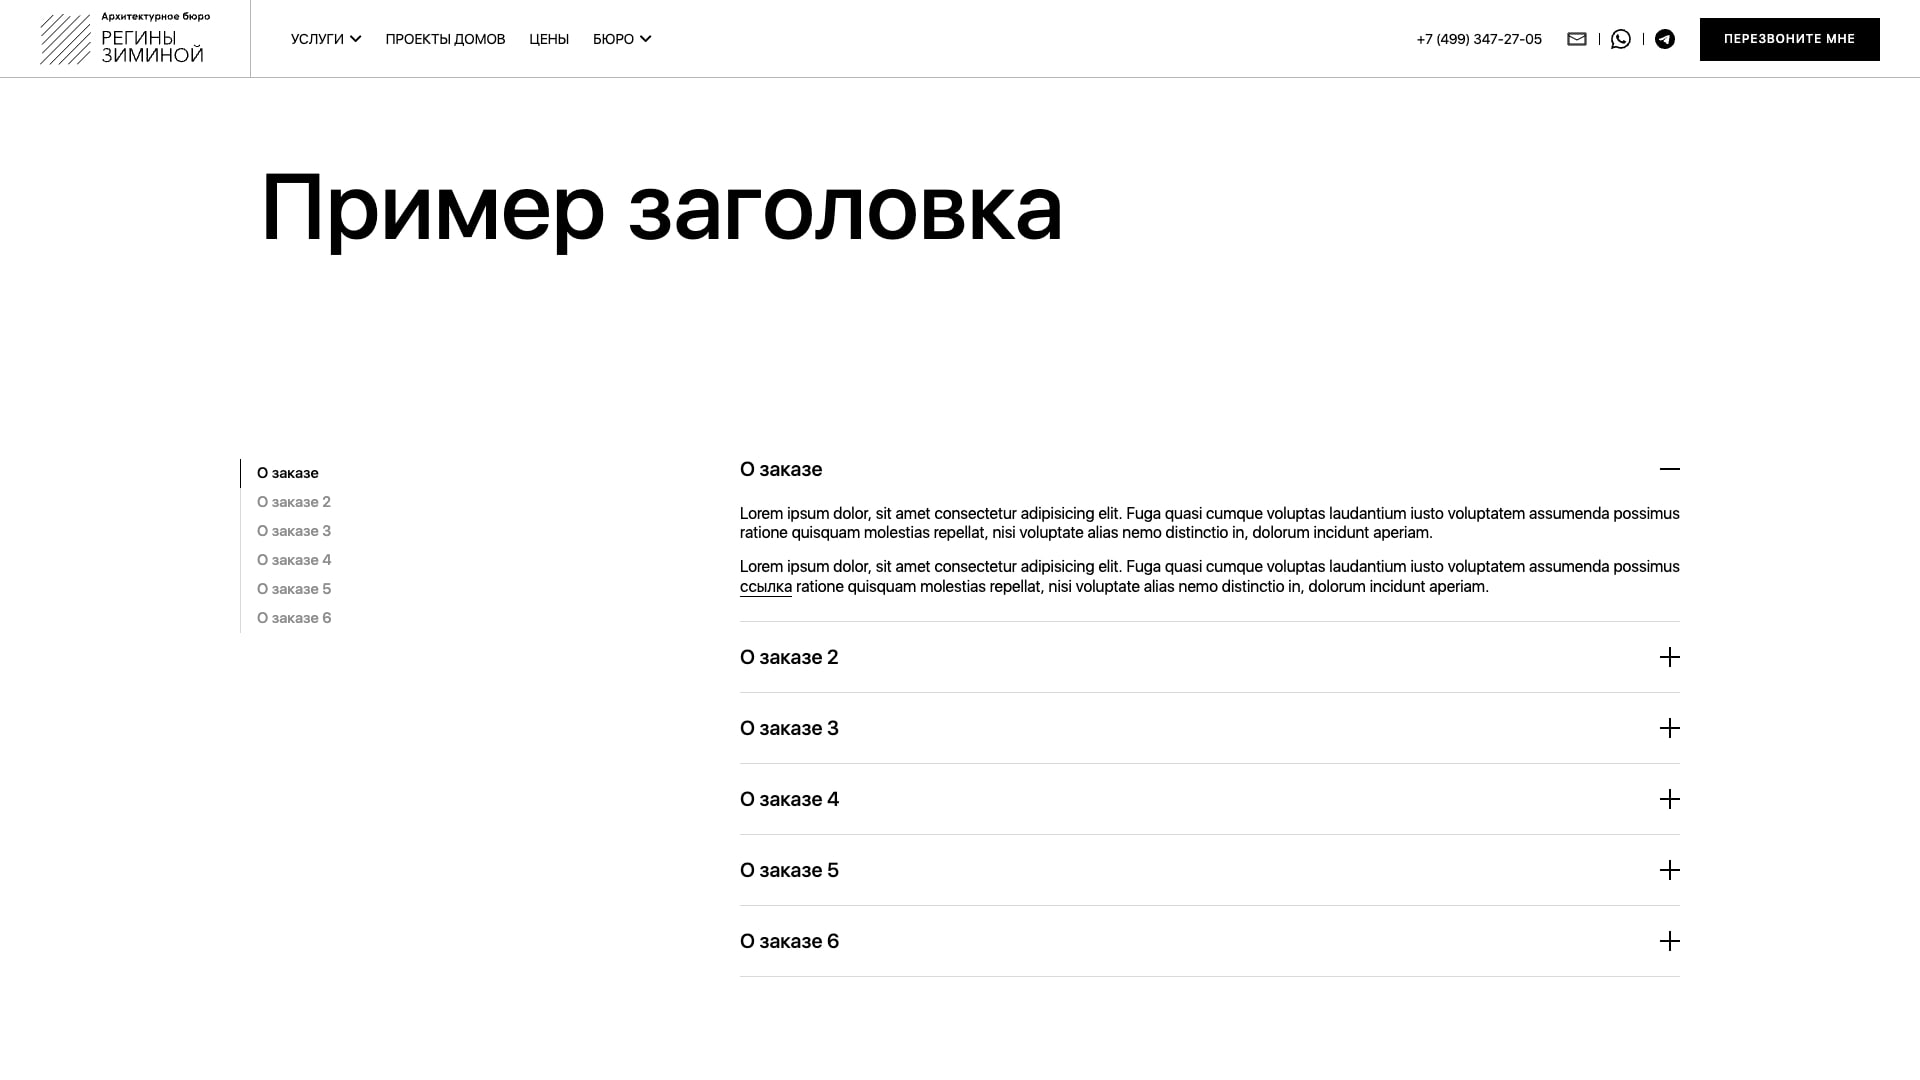 Архитектурное бюро
РЕГИНЫ
ЗИМИНОЙ
УСЛУГИ ПРОЕКТЫ ДОМОВ ЦЕНЫ БЮРО
+7 (499) 347-27-05
ПЕРЕЗВОНИТЕ МНЕ
Пример заголовка
О заказе
О заказе 2
О заказе 3
О заказе 4
О заказе 5
О заказе 6
О заказе
Lorem ipsum dolor, sit amet consectetur adipisicing elit. Fuga quasi cumque voluptas laudantium iusto voluptatem assumenda possimus
ratione quisquam molestias repellat, nisi voluptate alias nemo distinctio in, dolorum incidunt aperiam.
Lorem ipsum dolor, sit amet consectetur adipisicing elit. Fuga quasi cumque voluptas laudantium iusto voluptatem assumenda possimus
ссылка ratione quisquam molestias repellat, nisi voluptate alias nemo distinctio in, dolorum incidunt aperiam.
О заказе 2
О заказе 3
О заказе 4
О заказе 5
О заказе 6